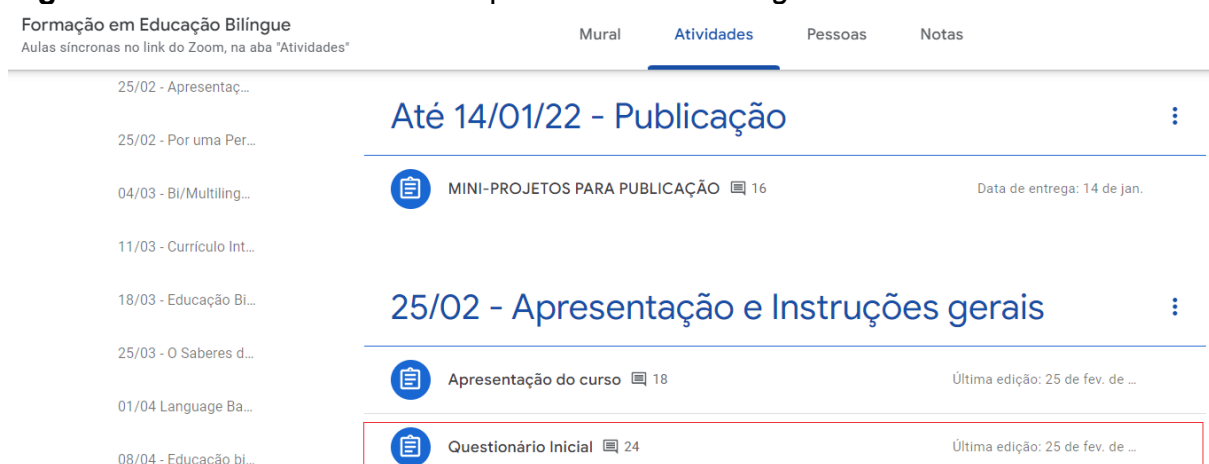 Formação em Educação Bilíngue
Aulas síncronas no link do Zoom, na aba "Atividades"
Mural
Atividades
Pessoas
Notas
25/02 - Apresentaç...
25/02 - Por uma Per...
04/03 - Bi/Multiling...
11/03 - Currículo Int...
18/03 - Educação Bi...
25/03 - O Saberes d...
01/04 Language Ba...
08/04 - Educação bi...
Até 14/01/22 - Publicação
MINI-PROJETOS PARA PUBLICAÇÃO 16
Data de entrega: 14 de jan.
25/02 - Apresentação e Instruções gerais
Apresentação do curso 18
Última edição: 25 de fev. de ...
Questionário Inicial 24
Última edição: 25 de fev. de ...